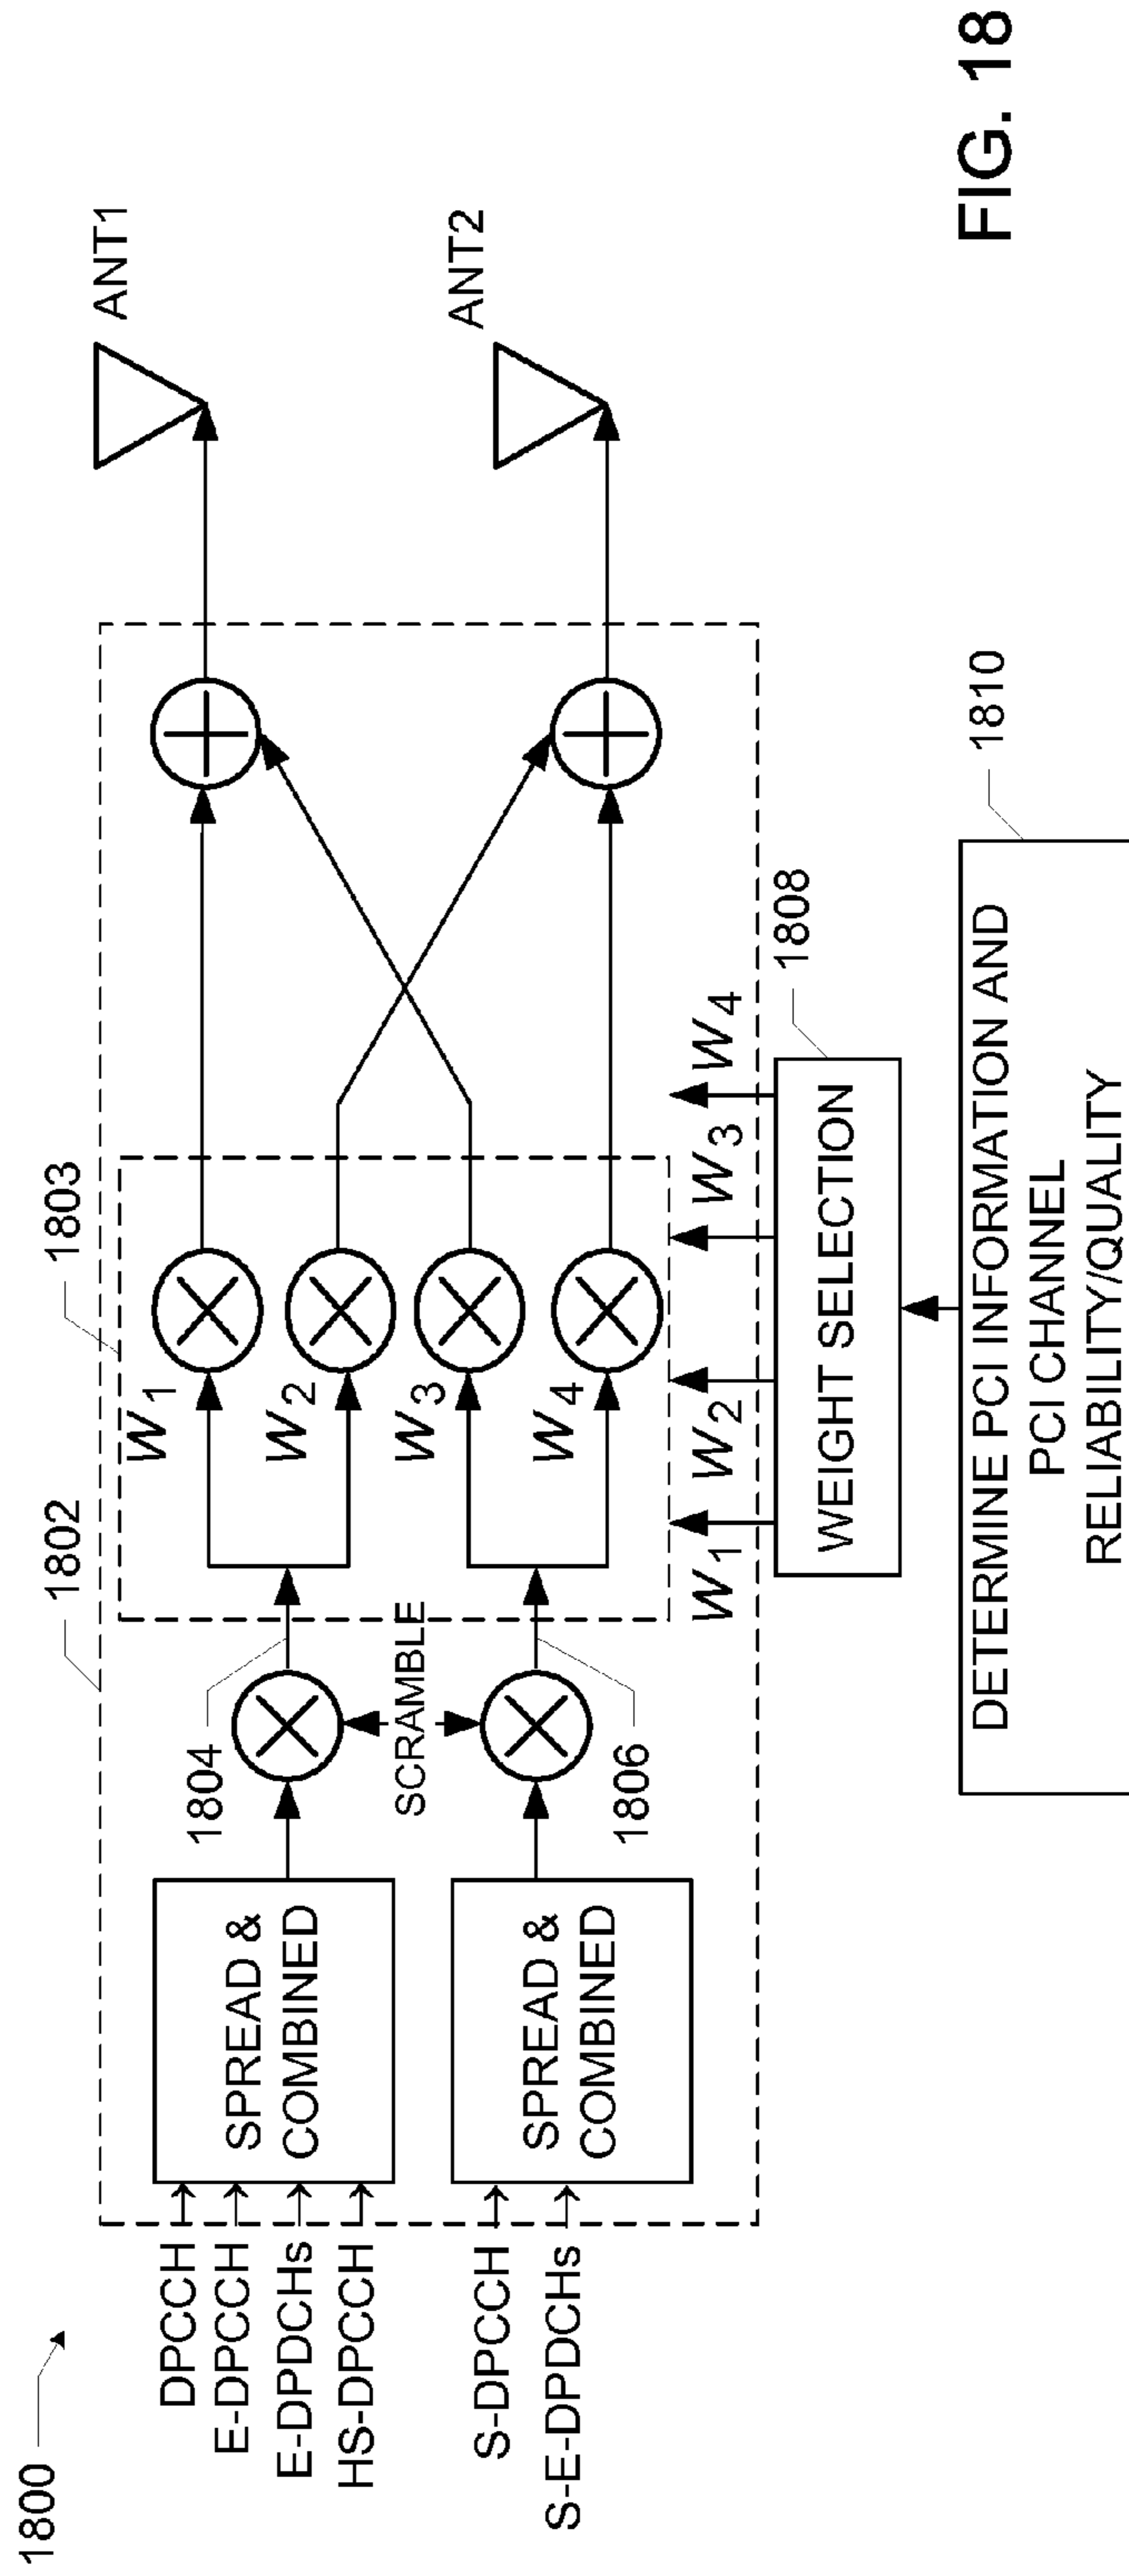 1800
1802
1803
DPCCH
E-DPCCH
E-DPDCHs
HS-DPCCH
SPREAD &
COMBINED
1804
SCRAMBLE
W1
W2
W3
W4
ANT1
S-DPCCH
S-E-DPDCHs
SPREAD &
COMBINED
1806
ANT2
W1
W2
W3
W4
WEIGHT SELECTION
1808
DETERMINE PCI INFORMATION AND
PCI CHANNEL
RELIABILITY/QUALITY
1810
FIG. 18